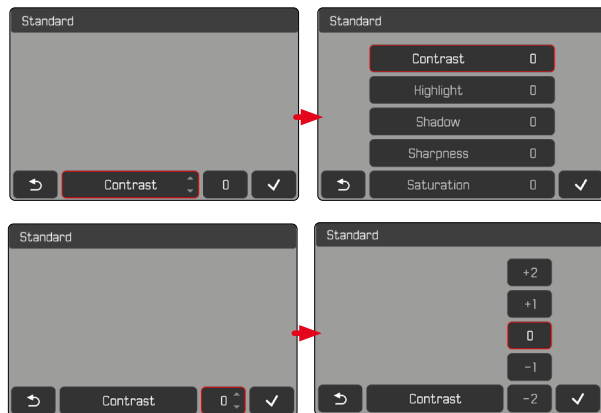 Standard
Contrast 0
Standard
Contrast 0
Highlight 0
Shadow 0
Sharpness 0
Saturation 0
Standard
Contrast 0
Standard
+2
+1
0
-1
Contrast -2